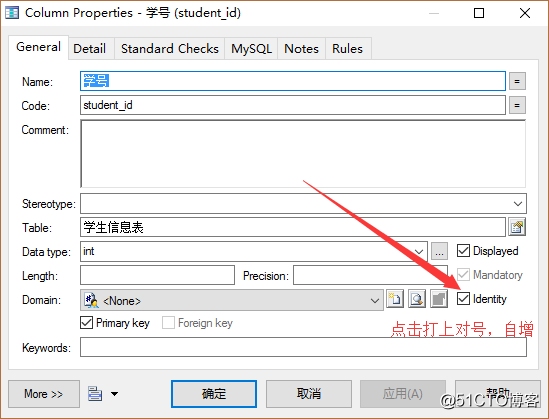 Column Properties - 学号 (student_id)
General Detail Standard Checks MySQL Notes Rules
Name: 学号 =
Code: student_id =
Comment:
Stereotype:
Table: 学生信息表
Data type: int ... Displayed
Length: Precision: Mandatory
Domain: <None> Identity
Primary key Foreign key
点击打上对号，自增
Keywords:
More >> 确定 取消 应用(A) 帮助
@51CTO博客